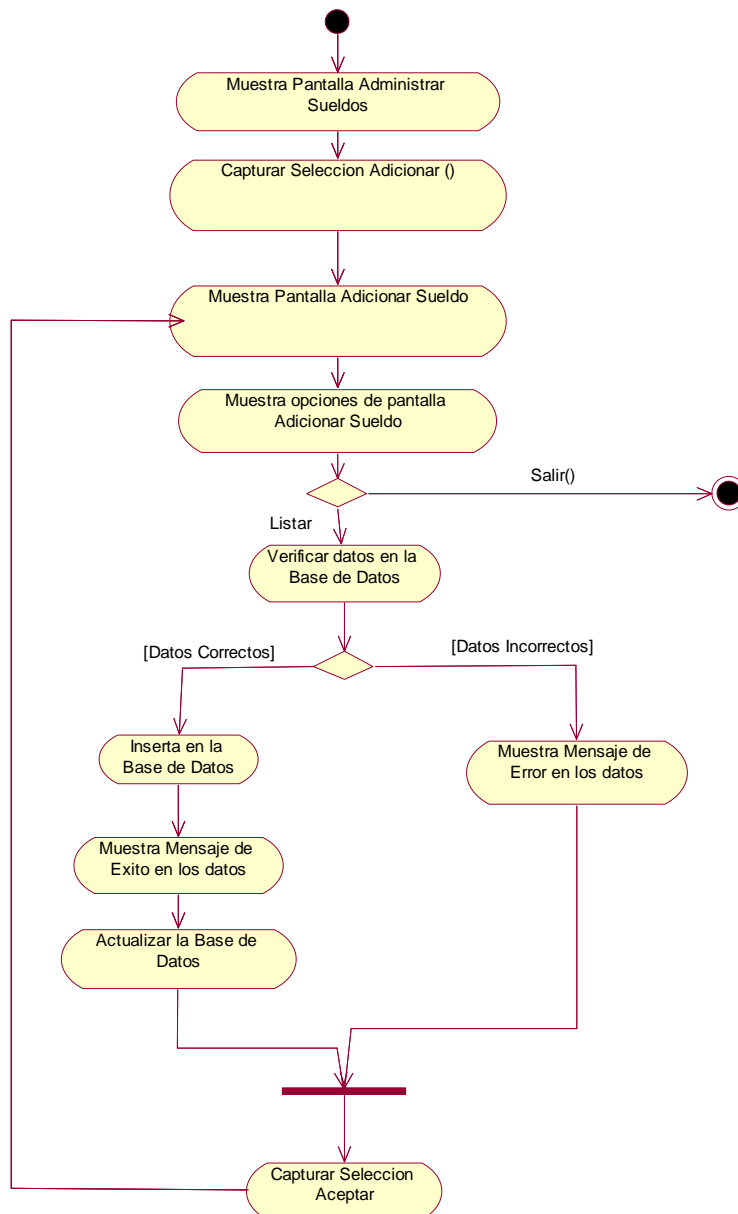 Muestra Pantalla Administrar
Sueldos
Capturar Seleccion Adicionar ()
Muestra Pantalla Adicionar Sueldo
Muestra opciones de pantalla
Adicionar Sueldo
Salir()
Listar
Verificar datos en la
Base de Datos
[Datos Correctos]
[Datos Incorrectos]
Inserta en la
Base de Datos
Muestra Mensaje de
Error en los datos
Muestra Mensaje de
Exito en los datos
Actualizar la Base de
Datos
Capturar Seleccion
Aceptar